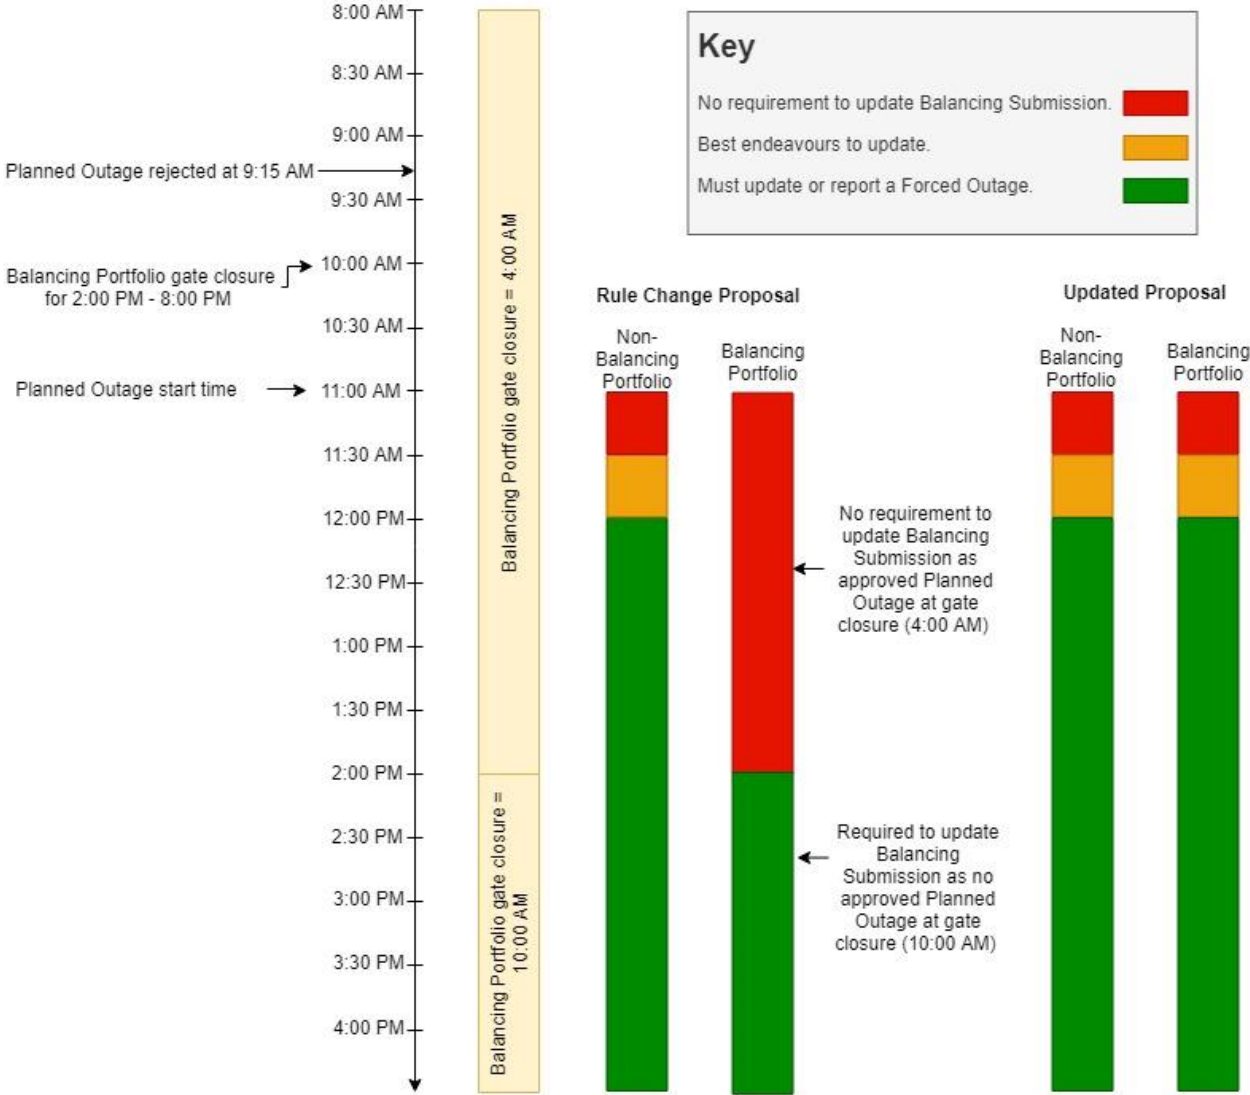 8:00 AM
8:30 AM
9:00 AM
Planned Outage rejected at 9:15 AM
9:30 AM
10:00 AM
Balancing Portfolio gate closure
for 2:00 PM - 8:00 PM
10:30 AM
Planned Outage start time
11:00 AM
11:30 AM
12:00 PM
12:30 PM
1:00 PM
1:30 PM
2:00 PM
2:30 PM
3:00 PM
3:30 PM
4:00 PM
Balancing Portfolio gate closure = 4:00 AM
Balancing Portfolio gate closure =
10:00 AM
Key
No requirement to update Balancing Submission.
Best endeavours to update.
Must update or report a Forced Outage.
Rule Change Proposal
Non-
Balancing
Portfolio
Balancing
Portfolio
No requirement to
update Balancing
Submission as
approved Planned
Outage at gate
closure (4:00 AM)
Required to update
Balancing
Submission as no
approved Planned
Outage at gate
closure (10:00 AM)
Updated Proposal
Non-
Balancing
Portfolio
Balancing
Portfolio